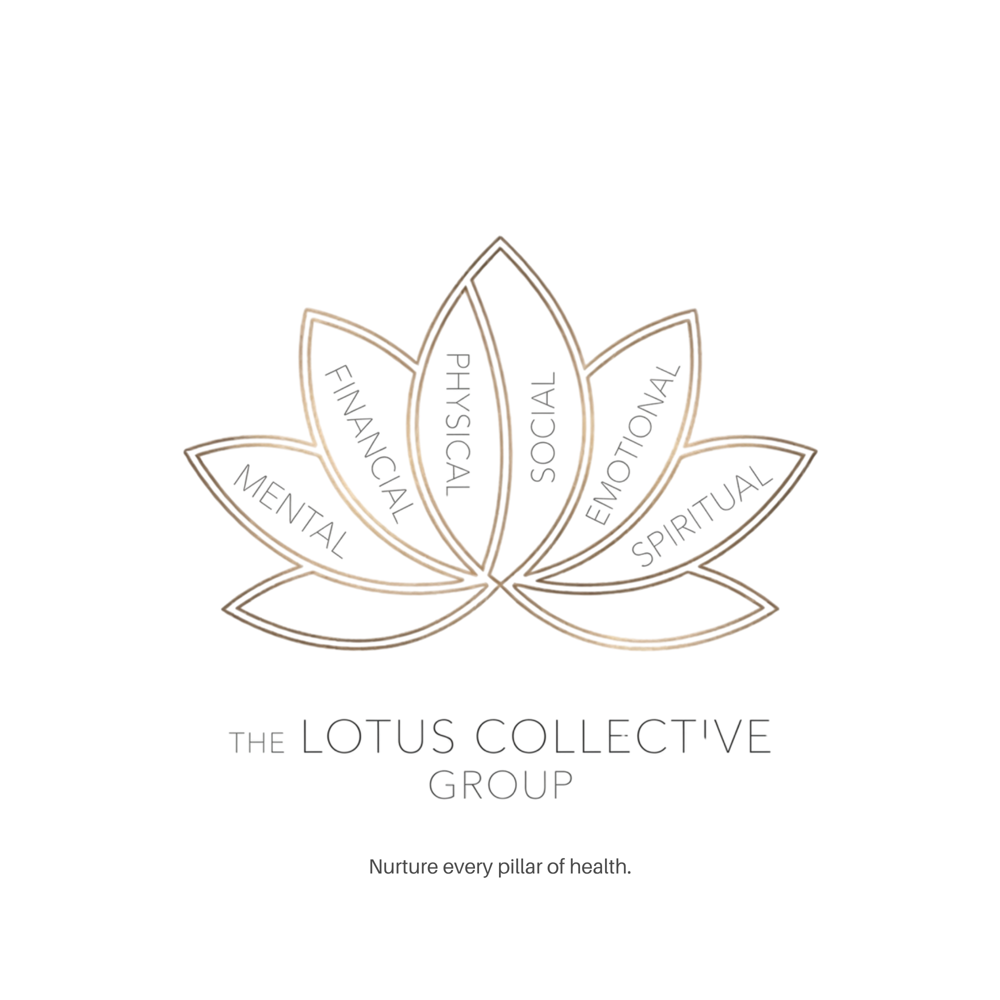 MENTAL
FINANCIAL
PHYSICAL
SOCIAL
EMOTIONAL
SPIRITUAL
THE LOTUS COLLECTIVE
GROUP
Nurture every pillar of health.